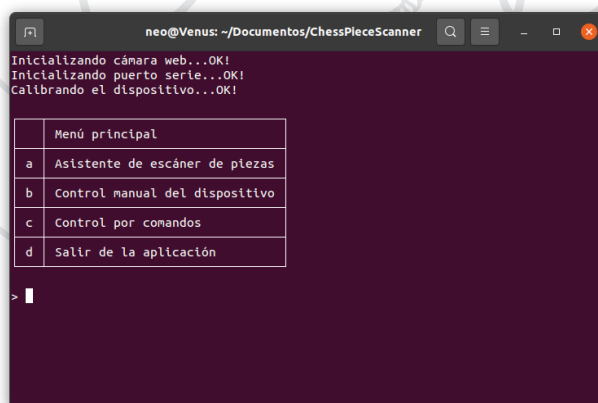 neo@Venus: ~/Documentos/ChessPieceScanner
Inicializando cámara web...OK!
Inicializando puerto serie...OK!
Calibrando el dispositivo...OK!
Menú principal
a Asistente de escáner de piezas
b Control manual del dispositivo
c Control por comandos
d Salir de la aplicación
>